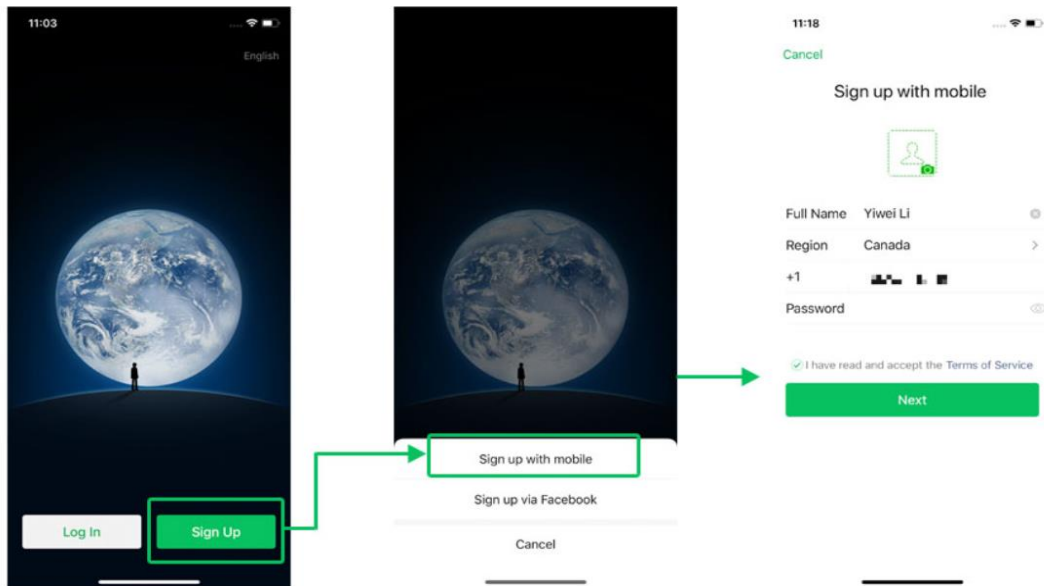 11:03
English
Log In
Sign Up
Sign up with mobile
Sign up via Facebook
Cancel
11:18
Cancel
Sign up with mobile
Full Name Yiwei Li
Region Canada
+1
Password
I have read and accept the Terms of Service
Next